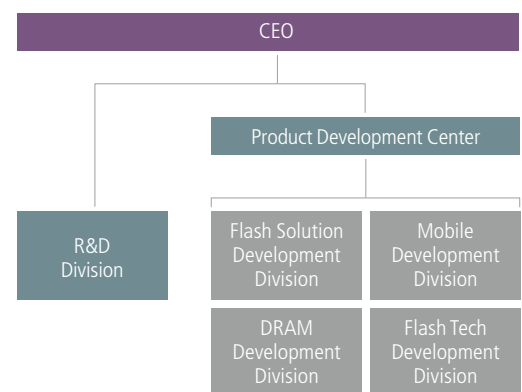 CEO
Product Development Center
R&D
Division
Flash Solution
Development
Division
Mobile
Development
Division
DRAM
Development
Division
Flash Tech
Development
Division